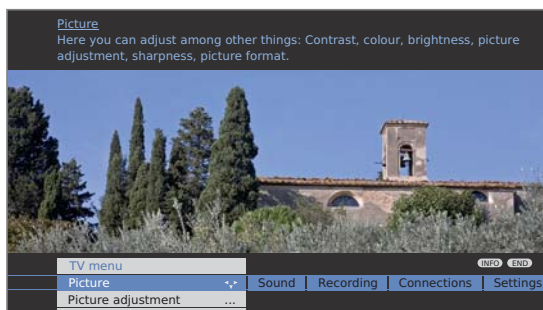 Picture
Here you can adjust among other things: Contrast, colour, brightness, picture
adjustment, sharpness, picture format.
TV menu
INFO END
Picture Sound Recording Connections Settings
Picture adjustment ...